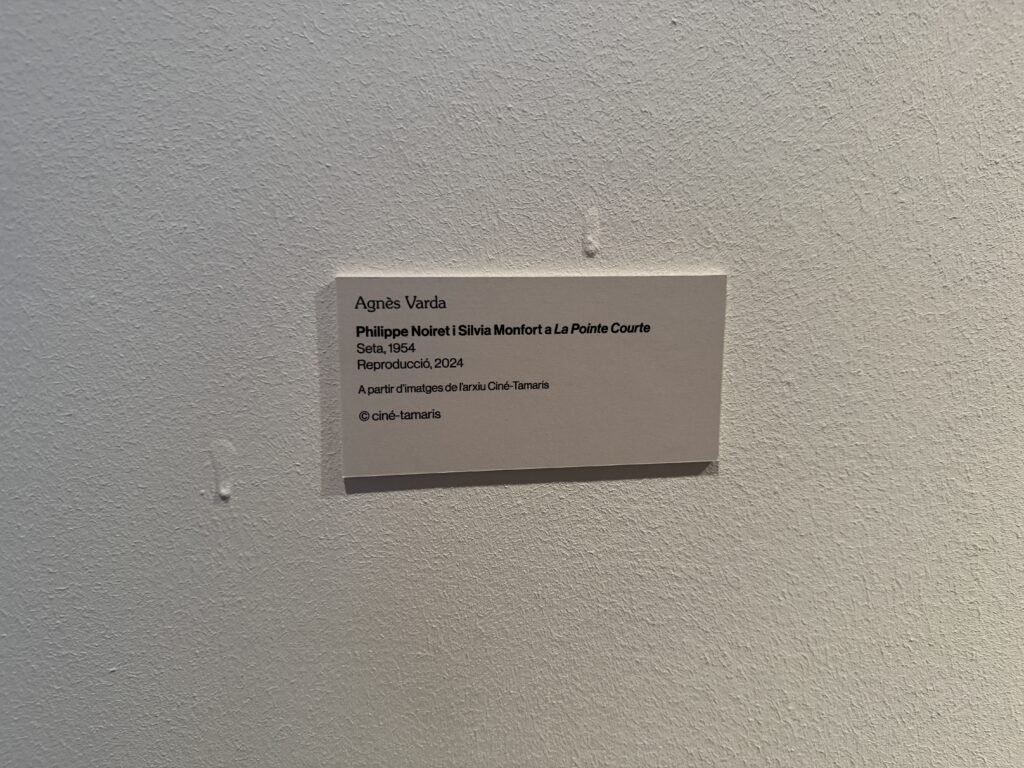 Agnès Varda
Philippe Noiret i Silvia Monfort a La Pointe Courte
Seta, 1954
Reproducció, 2024
A partir d'imatges de l'arxiu Ciné-Tamaris
© ciné-tamaris